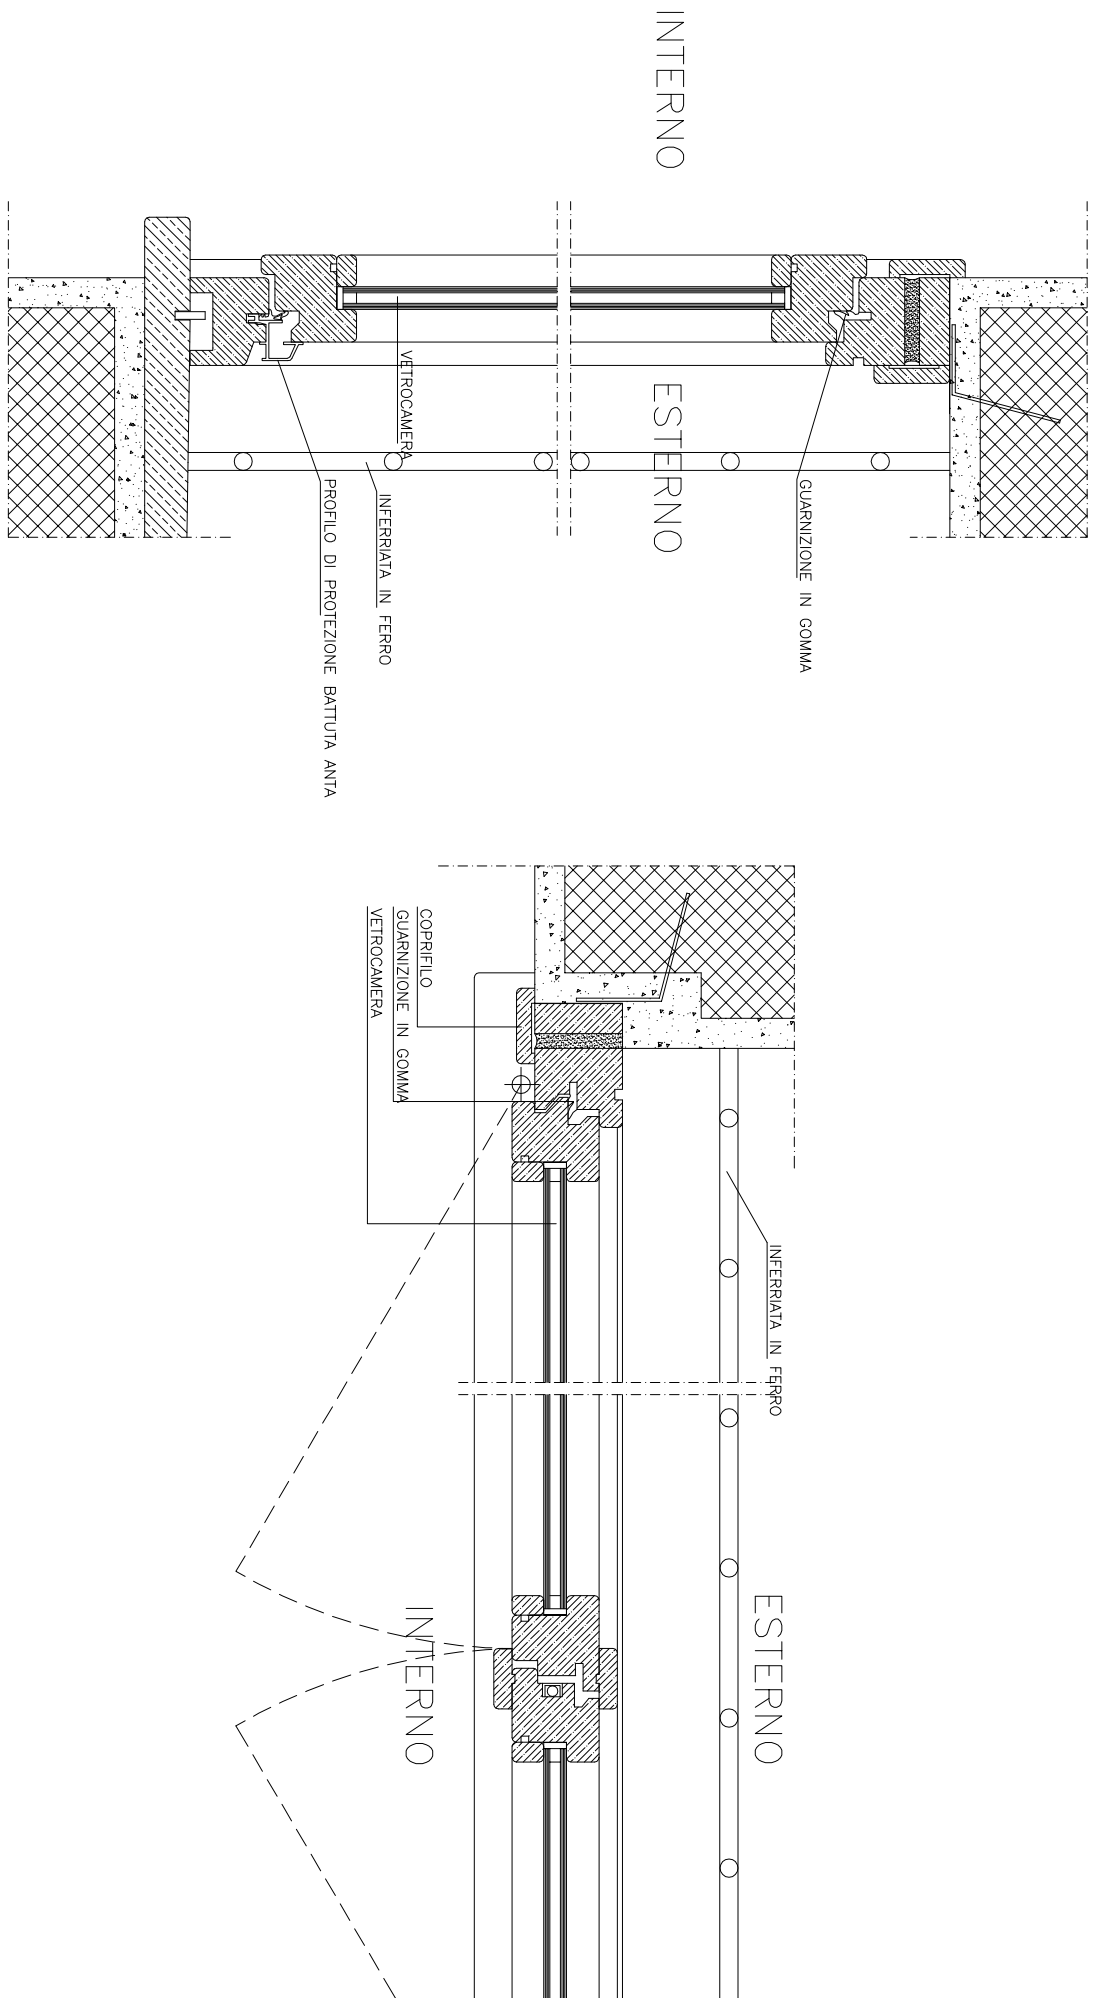 INTERNO
ESTERNO
VETROCAMERA
GUARNIZIONE IN GOMMA
INFERRIATA IN FERRO
PROFILO DI PROTEZIONE BATTUTA ANTA
COPRIFILO
GUARNIZIONE IN GOMMA
VETROCAMERA
INFERRIATA IN FERRO
ESTERNO
INTERNO